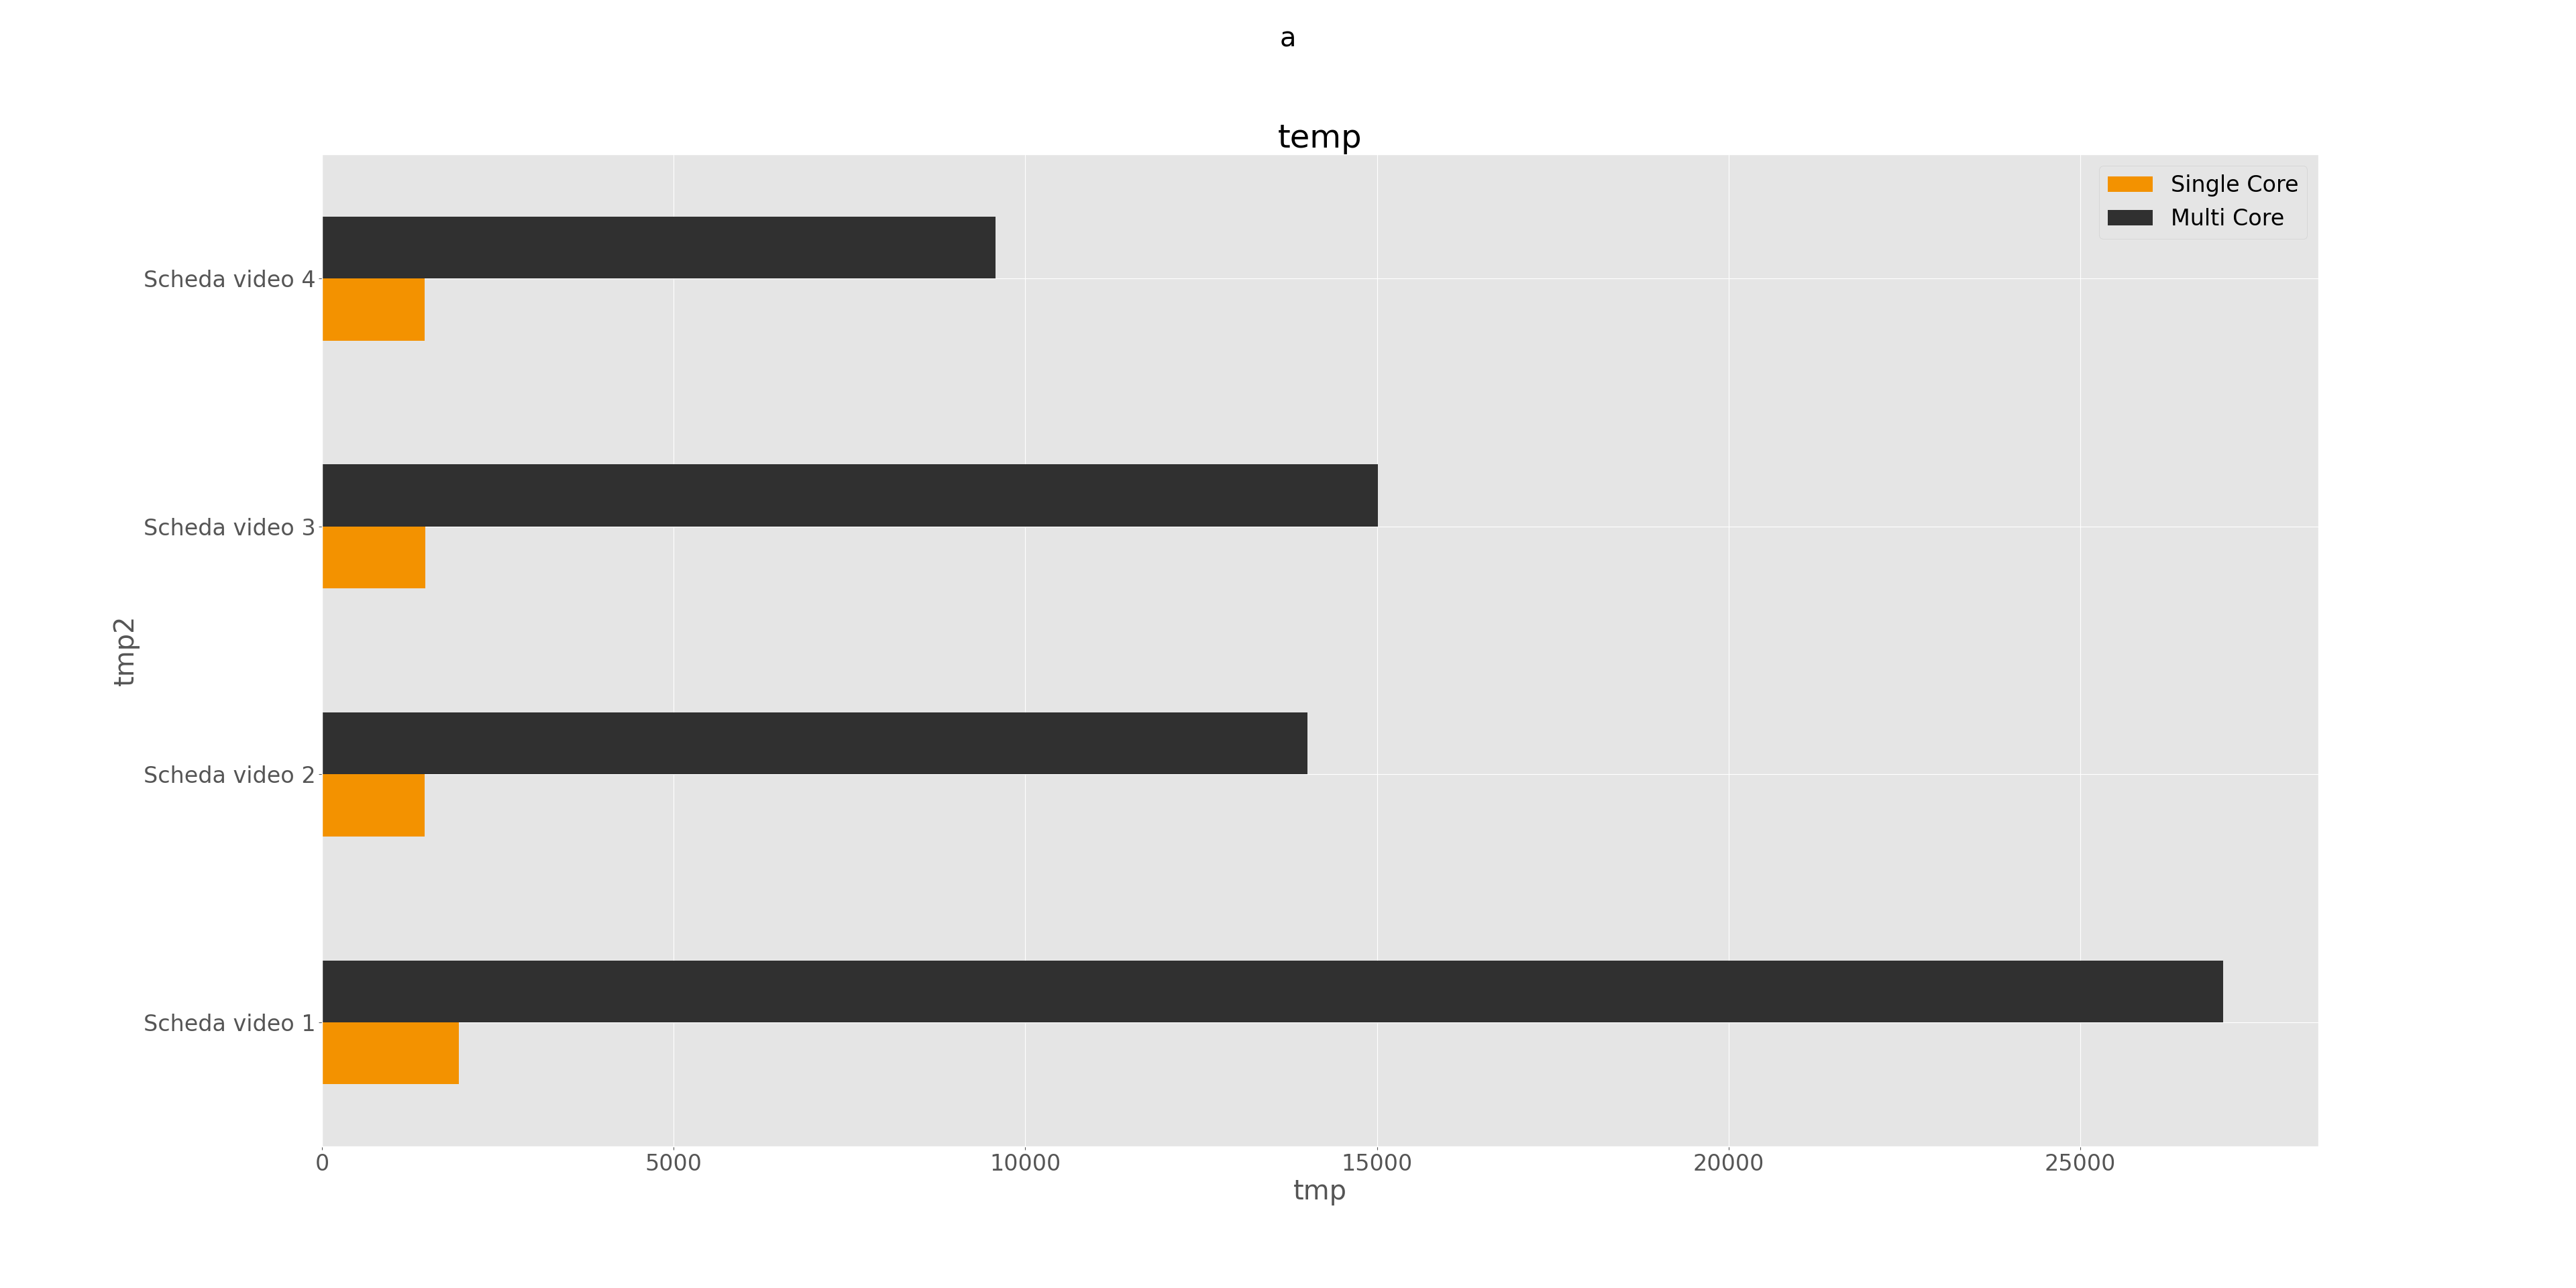 a
temp
Single Core
Multi Core
Scheda video 4
Scheda video 3
tmp2
Scheda video 2
Scheda video 1
0 5000 10000 15000 20000 25000
tmp